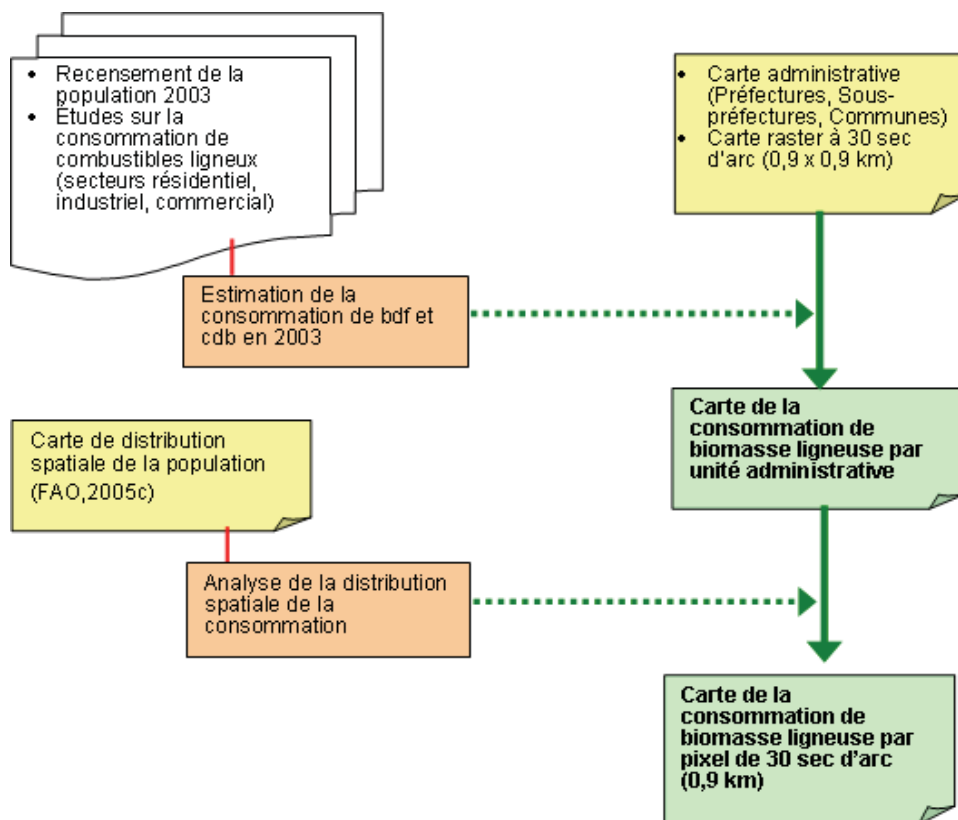 • Recensement de la
population 2003
• Études sur la
consommation de
combustibles ligneux
(secteurs résidentiel,
industriel, commercial)
• Carte administrative
(Préfectures, Sous-
préfectures, Communes)
• Carte raster à 30 sec
d'arc (0,9 x 0,9 km)
Estimation de la
consommation de bdf et
cdb en 2003
Carte de la
consommation de
biomasse ligneuse par
unité administrative
Carte de distribution
spatiale de la population
(FAO,2005c)
Analyse de la distribution
spatiale de la
consommation
Carte de la
consommation de
biomasse ligneuse par
pixel de 30 sec d'arc
(0,9 km)